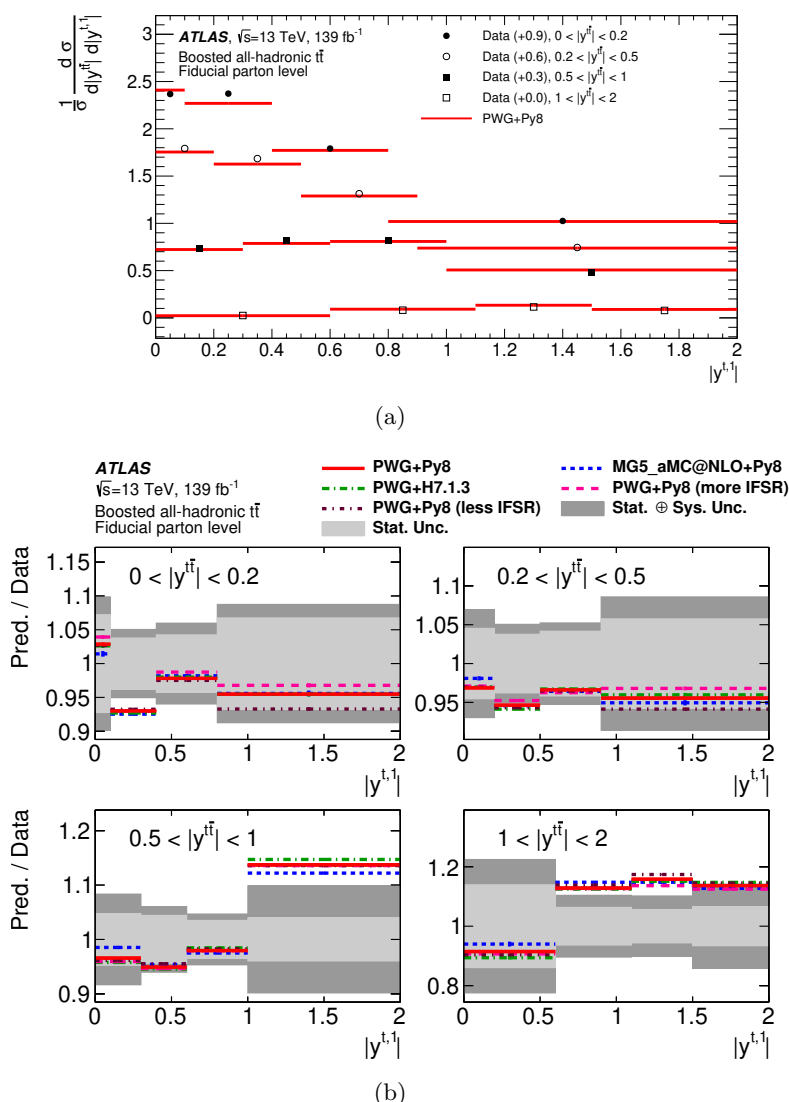 ATLAS, √s=13 TeV, 139 fb⁻¹
Boosted all-hadronic tt̄
Fiducial parton level
Data (+0.9), 0 < |y^{tt̄}| < 0.2
Data (+0.6), 0.2 < |y^{tt̄}| < 0.5
Data (+0.3), 0.5 < |y^{tt̄}| < 1
Data (+0.0), 1 < |y^{tt̄}| < 2
PWG+Py8
1/σ d σ / d|y^{tt̄}| d|y^{t,1}|
3
2.5
2
1.5
1
0.5
0
0 0.2 0.4 0.6 0.8 1 1.2 1.4 1.6 1.8 2
|y^{t,1}|
(a)
ATLAS
√s=13 TeV, 139 fb⁻¹
Boosted all-hadronic tt̄
Fiducial parton level
PWG+Py8
PWG+H7.1.3
PWG+Py8 (less IFSR)
Stat. Unc.
MG5_aMC@NLO+Py8
PWG+Py8 (more IFSR)
Stat. ⊕ Sys. Unc.
Pred. / Data
0 < |y^{tt̄}| < 0.2
1.15
1.1
1.05
1
0.95
0.9
0 0.5 1 1.5 2
|y^{t,1}|
0.2 < |y^{tt̄}| < 0.5
1.1
1.05
1
0.95
0 0.5 1 1.5 2
|y^{t,1}|
Pred. / Data
0.5 < |y^{tt̄}| < 1
1.2
1.1
1
0.9
0 0.5 1 1.5 2
|y^{t,1}|
1 < |y^{tt̄}| < 2
1.2
1
0.8
0 0.5 1 1.5 2
|y^{t,1}|
(b)